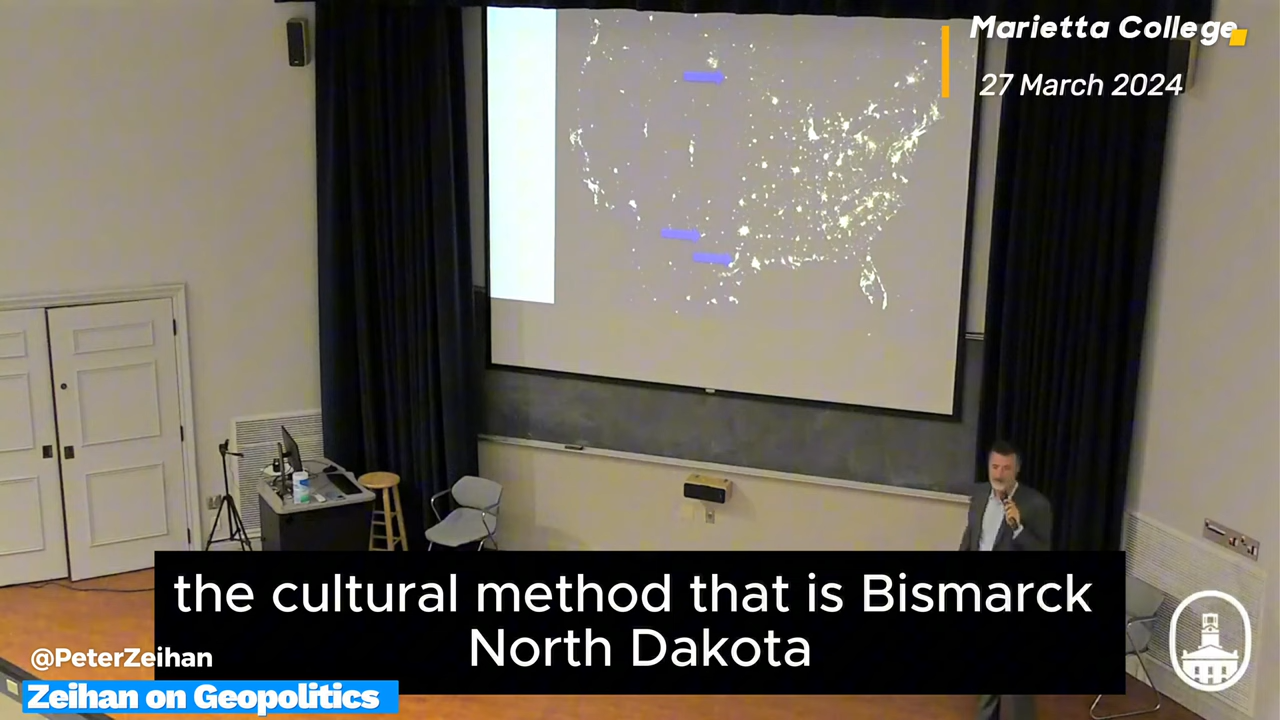 Marietta College
27 March 2024
the cultural method that is Bismarck
North Dakota
@PeterZeihan
Zeihan on Geopolitics